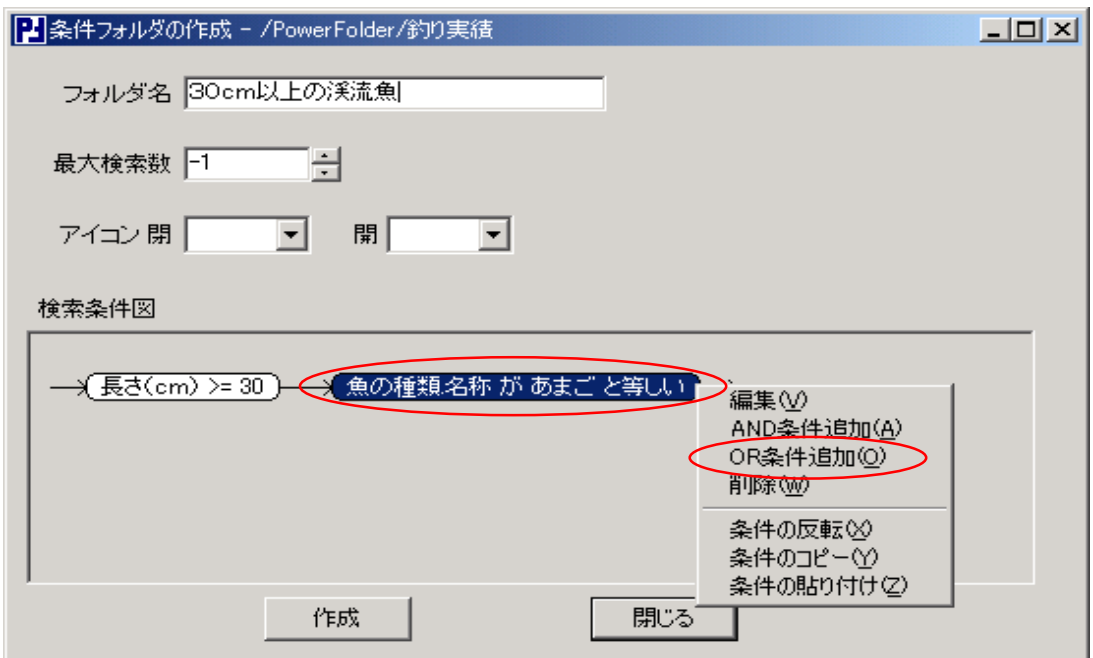 条件フォルダの作成 - /PowerFolder/釣り実績
フォルダ名 30cm以上の渓流魚
最大検索数 -1
アイコン 閉 開
検索条件図
長さ(cm) >= 30 魚の種類.名称 が あまご と等しい
編集(V)
AND条件追加(A)
OR条件追加(O)
削除(W)
条件の反転(X)
条件のコピー(Y)
条件の貼り付け(Z)
作成 閉じる